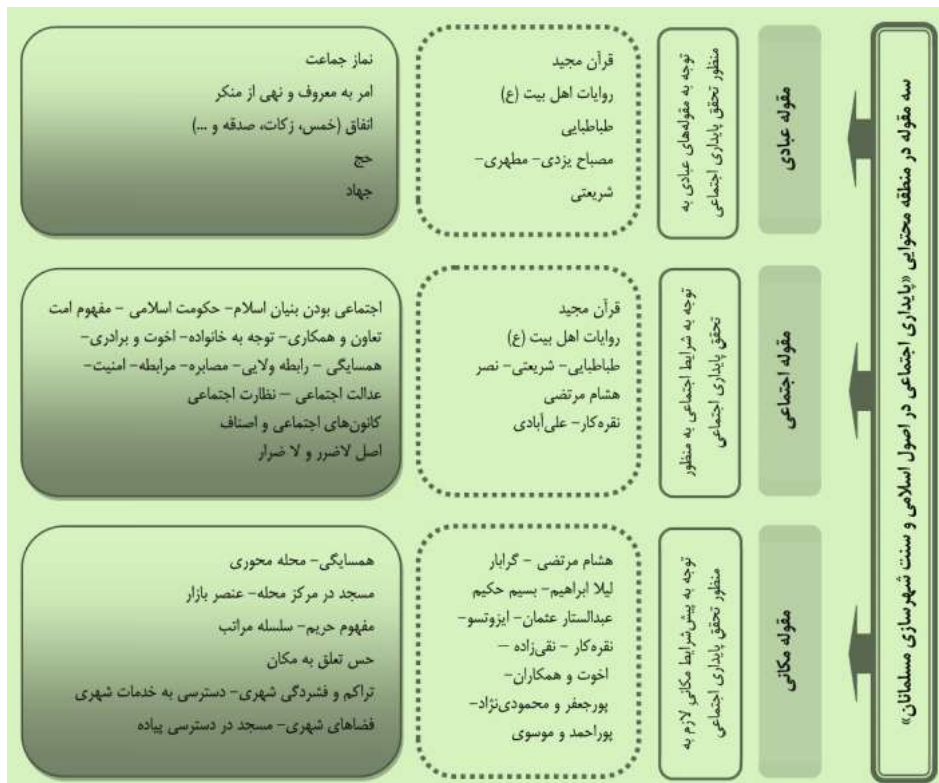 سه مقوله در منطقه محتوایی «پایداری اجتماعی در اصول اسلامی و سنت شهرسازی مسلمانان»
مقوله عبادی
توجه به مقوله‌های عبادی به
منظور تحقق پایداری اجتماعی
قرآن مجید
روایات اهل بیت (ع)
طباطبایی
مصباح یزدی- مطهری-
شریعتی
نماز جماعت
امر به معروف و نهی از منکر
انفاق (خمس، زکات، صدقه و ...)
حج
جهاد
مقوله اجتماعی
توجه به شرایط اجتماعی به منظور
تحقق پایداری اجتماعی
قرآن مجید
روایات اهل بیت (ع)
طباطبایی- شریعتی- نصر
هشام مرتضی
نقره‌کار- علی‌آبادی
اجتماعی بودن بنیان اسلام- حکومت اسلامی - مفهوم امت
تعاون و همکاری- توجه به خانواده- اخوت و برادری-
همسایگی - رابطه ولایی- مصابره- مرابطه- امنیت-
عدالت اجتماعی – نظارت اجتماعی
کانون‌های اجتماعی و اصناف
اصل لاضرر و لا ضرار
مقوله مکانی
توجه به پیش‌شرایط مکانی لازم به
منظور تحقق پایداری اجتماعی
هشام مرتضی - گرابار
لیلا ابراهیم- بسیم حکیم
عبدالستار عثمان- ایزوتسو-
نقره‌کار - نقی‌زاده –
اخوت و همکاران-
پورجعفر و محمودی‌نژاد-
پوراحمد و موسوی
همسایگی- محله محوری
مسجد در مرکز محله- عنصر بازار
مفهوم حریم- سلسله مراتب
حس تعلق به مکان
تراکم و فشردگی شهری- دسترسی به خدمات شهری
فضاهای شهری- مسجد در دسترسی پیاده